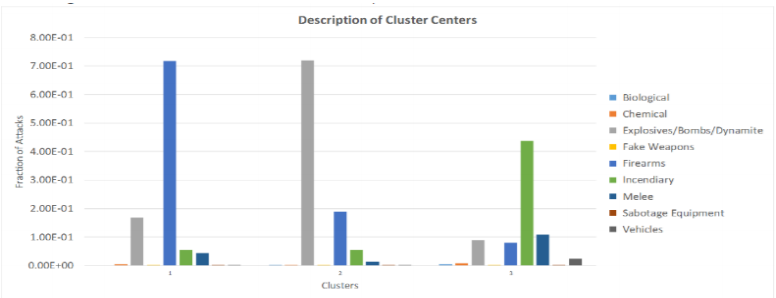 Description of Cluster Centers
8.00E-01
7.00E-01
6.00E-01
5.00E-01
4.00E-01
3.00E-01
2.00E-01
1.00E-01
0.00E+00
Fraction of Attacks
1
2
3
Clusters
Biological
Chemical
Explosives/Bombs/Dynamite
Fake Weapons
Firearms
Incendiary
Melee
Sabotage Equipment
Vehicles